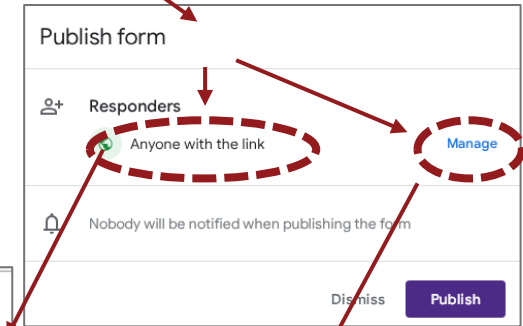 Publish form
Responders
Anyone with the link
Manage
Nobody will be notified when publishing the form
Dismiss
Publish